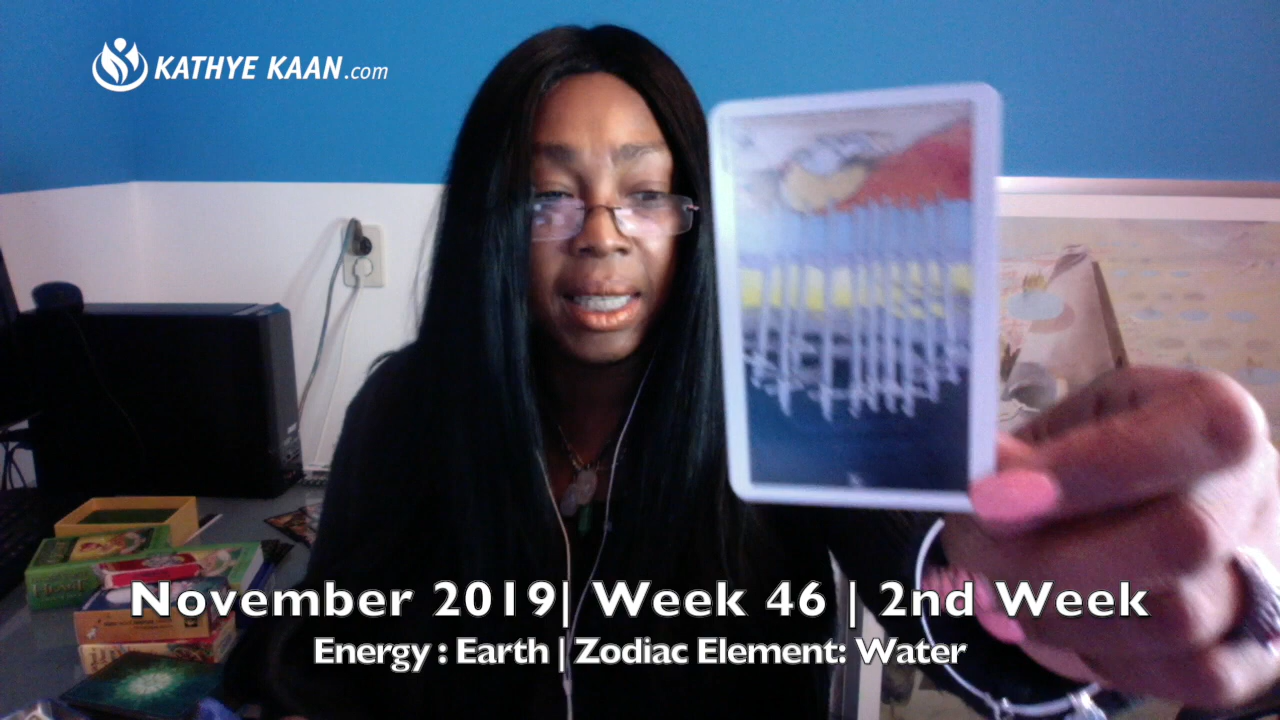 KATHYE KAAN.com
November 2019| Week 46 | 2nd Week
Energy : Earth | Zodiac Element: Water